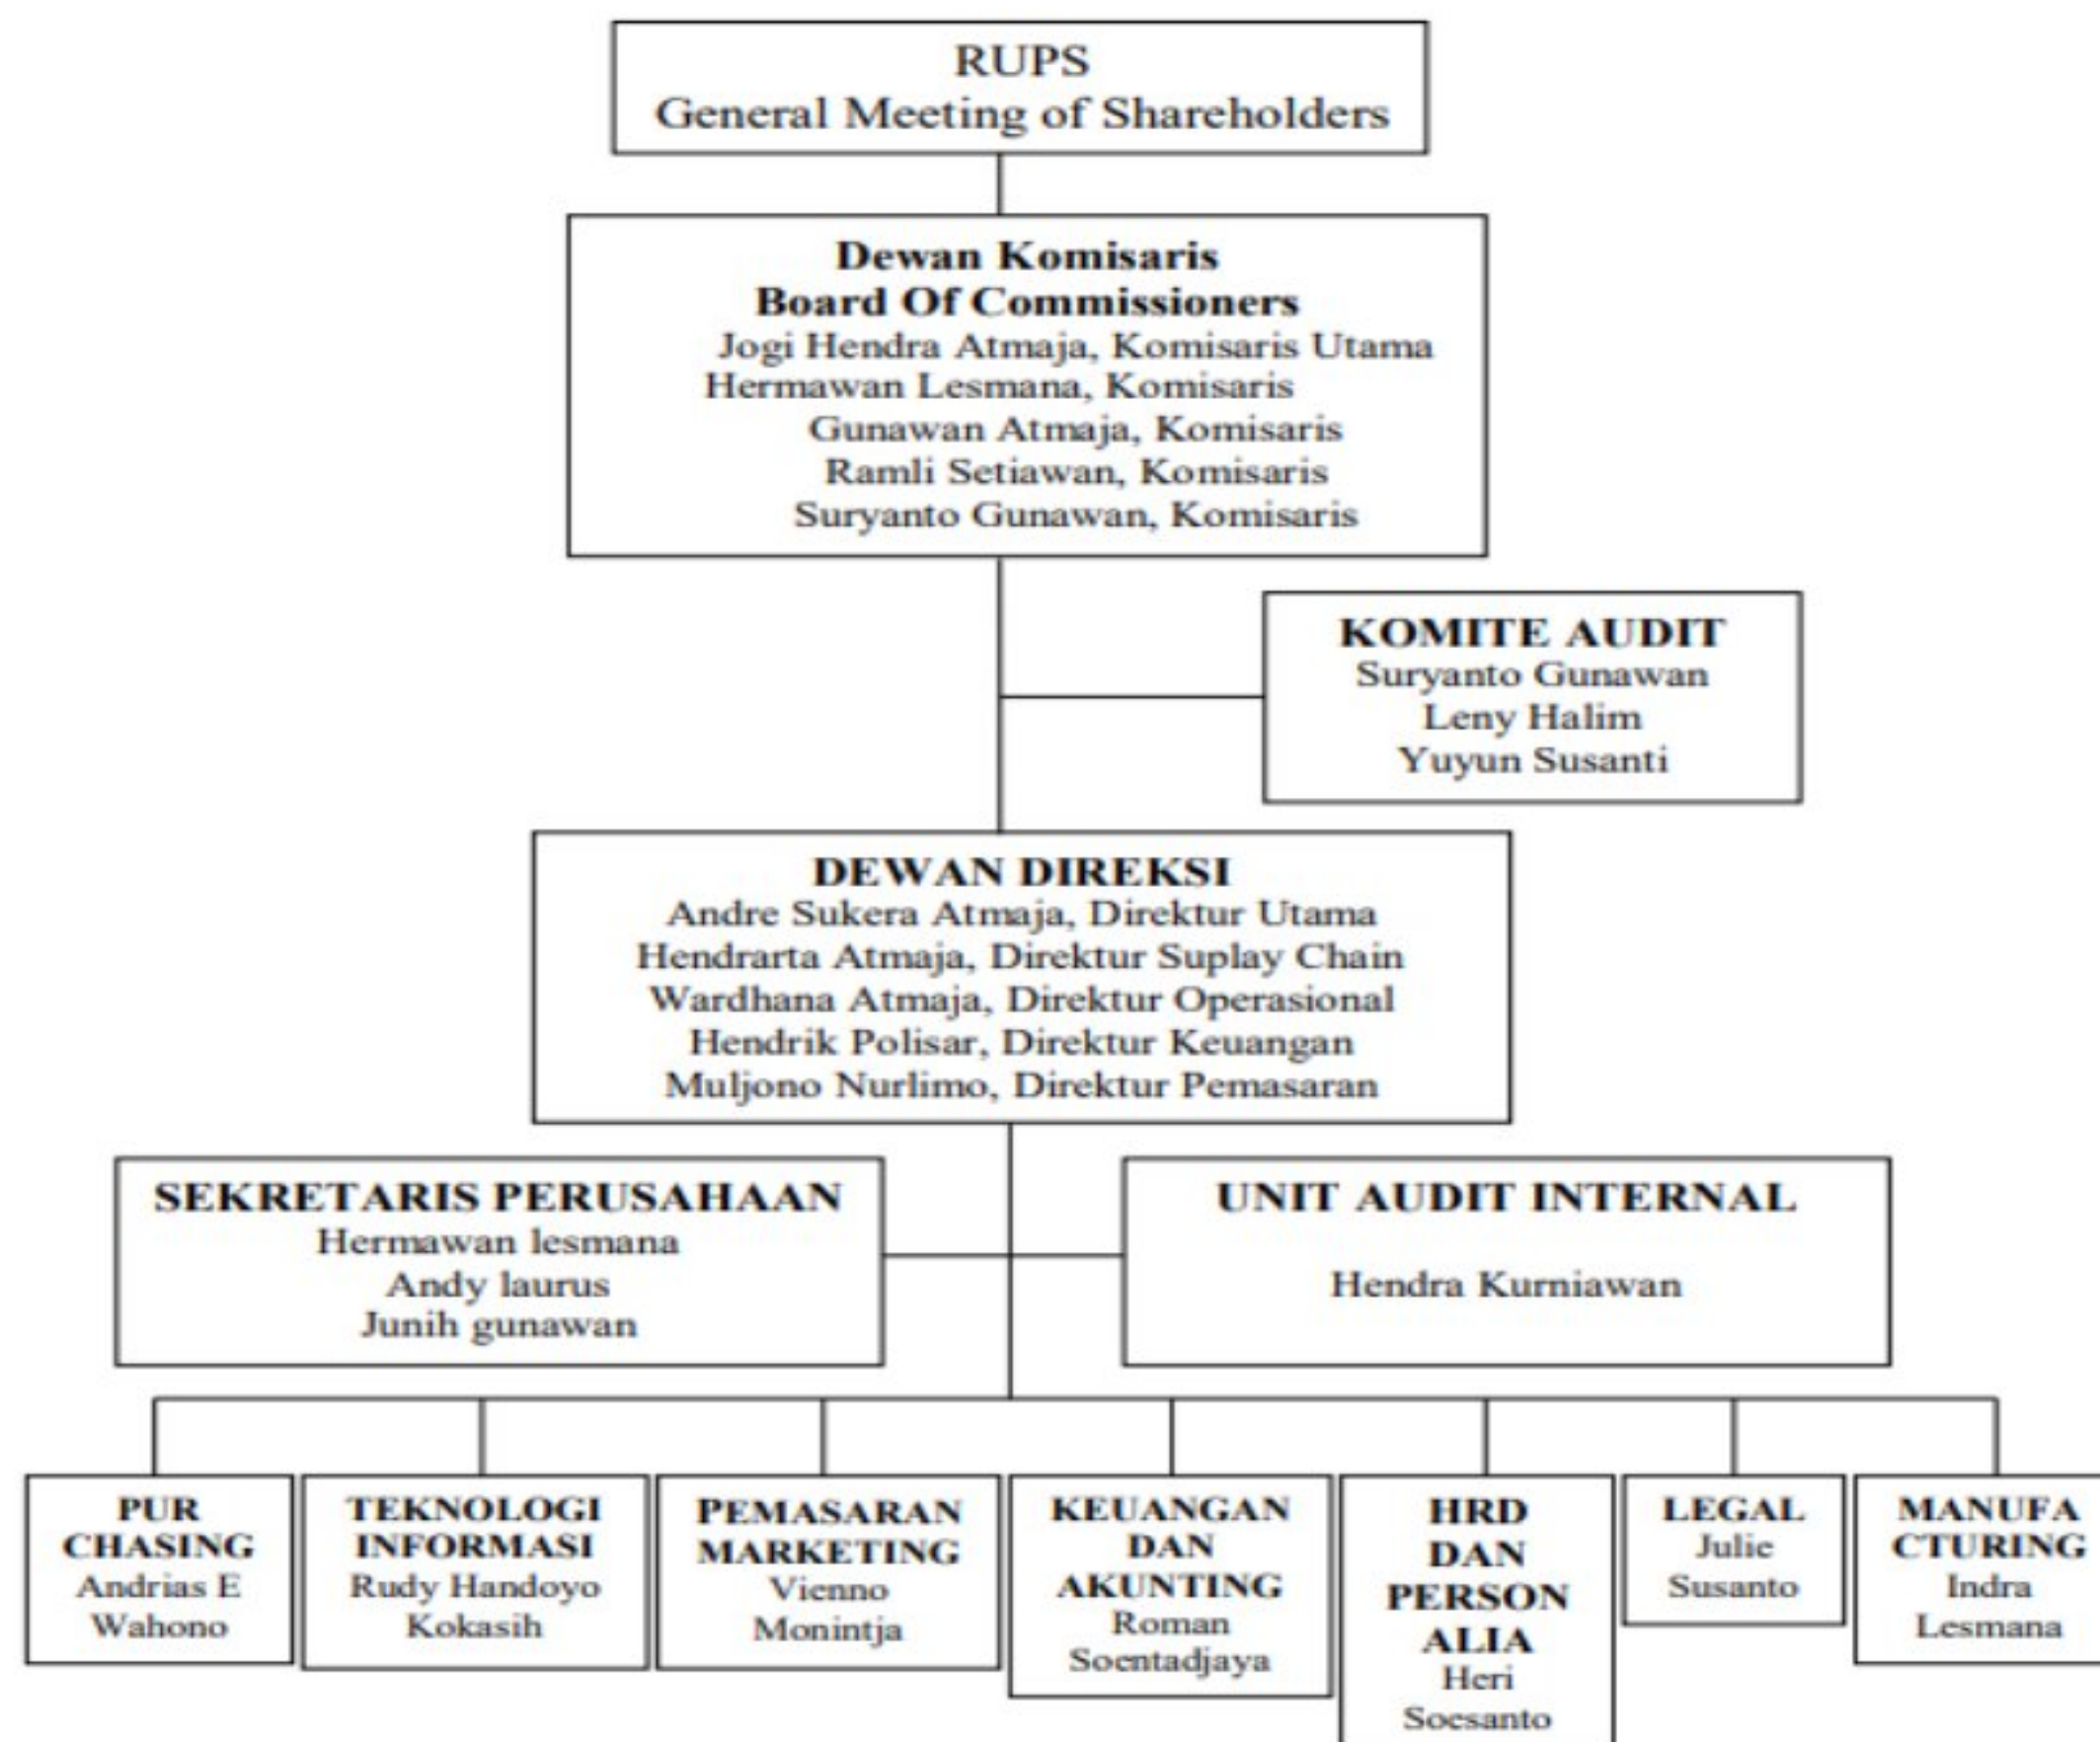 RUPS
General Meeting of Shareholders
Dewan Komisaris
Board Of Commissioners
Jogi Hendra Atmaja, Komisaris Utama
Hermawan Lesmana, Komisaris
Gunawan Atmaja, Komisaris
Ramli Setiawan, Komisaris
Suryanto Gunawan, Komisaris
KOMITE AUDIT
Suryanto Gunawan
Leny Halim
Yuyun Susanti
DEWAN DIREKSI
Andre Sukera Atmaja, Direktur Utama
Hendrarta Atmaja, Direktur Suplay Chain
Wardhana Atmaja, Direktur Operasional
Hendrik Polisar, Direktur Keuangan
Muljono Nurlimo, Direktur Pemasaran
SEKRETARIS PERUSAHAAN
Hermawan lesmana
Andy laurus
Junih gunawan
UNIT AUDIT INTERNAL
Hendra Kurniawan
PUR
CHASING
Andrias E
Wahono
TEKNOLOGI
INFORMASI
Rudy Handoyo
Kokasih
PEMASARAN
MARKETING
Vienno
Monintja
KEUANGAN
DAN
AKUNTING
Roman
Soentadjaya
HRD
DAN
PERSON
ALIA
Heri
Soesanto
LEGAL
Julie
Susanto
MANUFA
CTURING
Indra
Lesmana